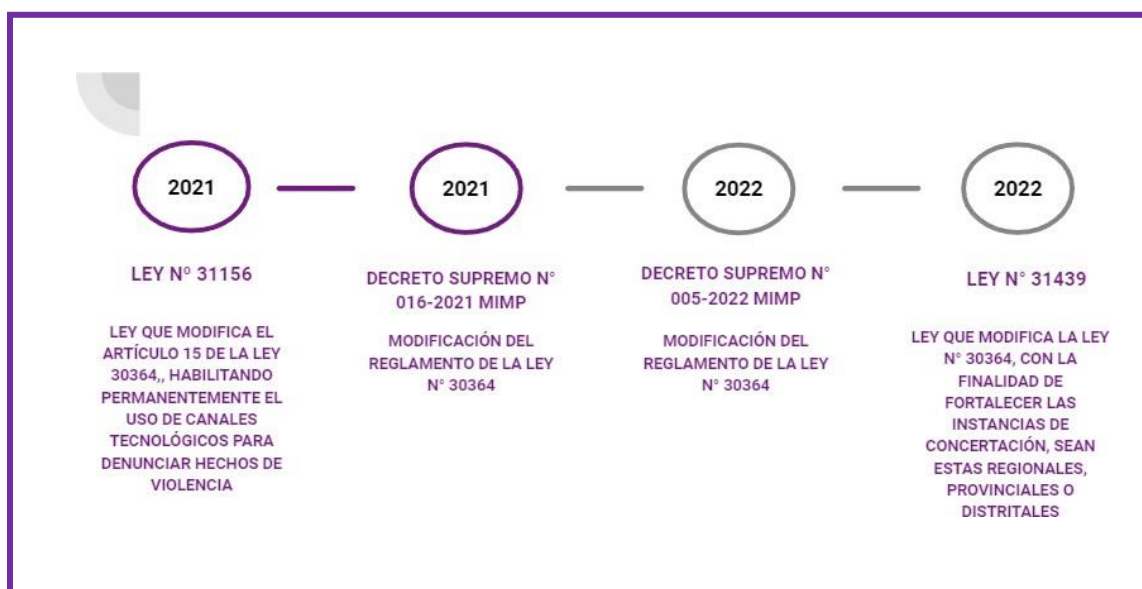 2021
LEY Nº 31156
LEY QUE MODIFICA EL
ARTÍCULO 15 DE LA LEY
30364,, HABILITANDO
PERMANENTEMENTE EL
USO DE CANALES
TECNOLÓGICOS PARA
DENUNCIAR HECHOS DE
VIOLENCIA
2021
DECRETO SUPREMO N°
016-2021 MIMP
MODIFICACIÓN DEL
REGLAMENTO DE LA LEY
N° 30364
2022
DECRETO SUPREMO N°
005-2022 MIMP
MODIFICACIÓN DEL
REGLAMENTO DE LA LEY
N° 30364
2022
LEY N° 31439
LEY QUE MODIFICA LA LEY
N° 30364, CON LA
FINALIDAD DE
FORTALECER LAS
INSTANCIAS DE
CONCERTACIÓN, SEAN
ESTAS REGIONALES,
PROVINCIALES O
DISTRITALES